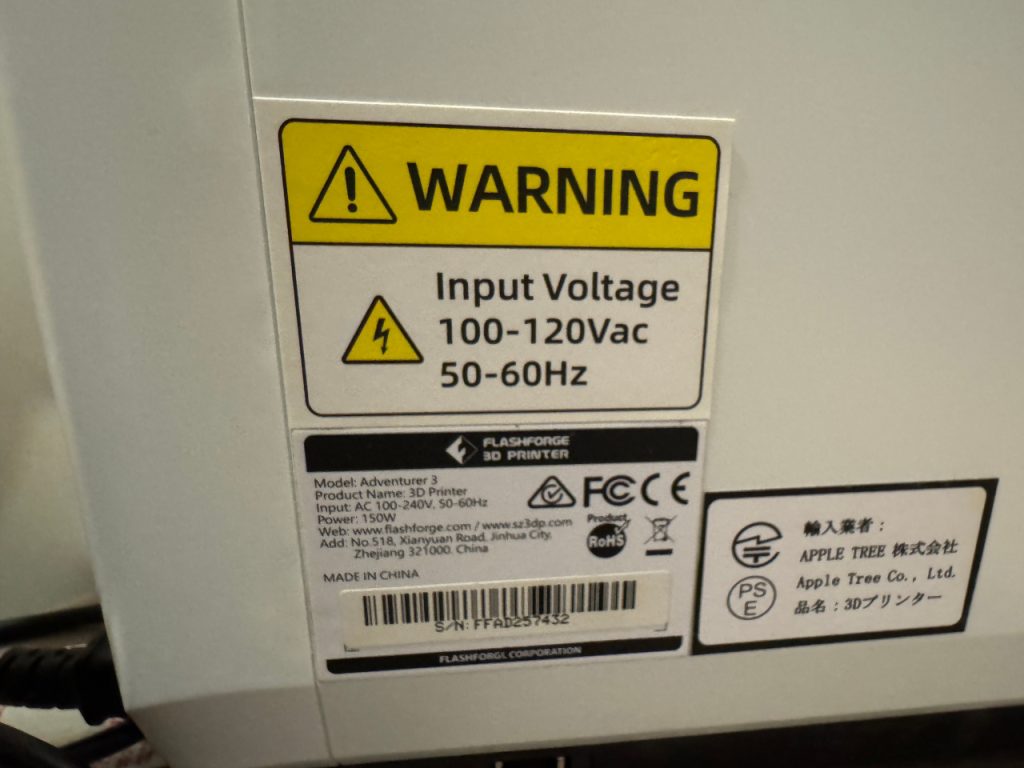 WARNING
Input Voltage
100-120Vac
50-60Hz
FLASHFORGE
3D PRINTER
Model: Adventurer 3
Product Name: 3D Printer
Input: AC 100-240V, 50-60Hz
Power: 150W
Web: www.flashforge.com / www.sz3dp.com
Add: No.518, Xianyuan Road, Jinhua City,
Zhejiang 321000, China
FC CE
Product
RoHS
MADE IN CHINA
S/N: FFAD257432
FLASHFORGE CORPORATION
輸入業者：
APPLE TREE 株式会社
Apple Tree Co., Ltd.
品名：3Dプリンター
PS
E